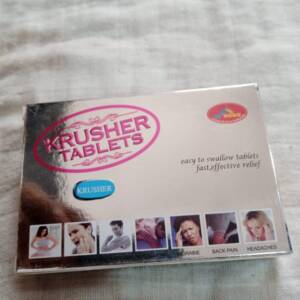 KRUSHER
TABLETS
KRUSHER
easy to swallow tablets
fast,effective relief
BACK PAIN
HEADACHES